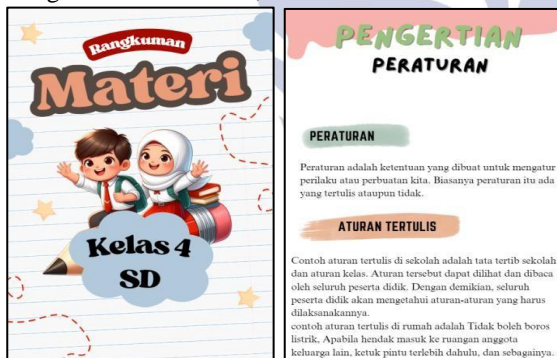 Rangkuman
Materi
Kelas 4
SD
PENGERTIAN
PERATURAN
PERATURAN
Peraturan adalah ketentuan yang dibuat untuk mengatur
perilaku atau perbuatan kita. Biasanya peraturan itu ada
yang tertulis ataupun tidak.
ATURAN TERTULIS
Contoh aturan tertulis di sekolah adalah tata tertib sekolah
dan aturan kelas. Aturan tersebut dapat dilihat dan dibaca
oleh seluruh peserta didik. Dengan demikian, seluruh
peserta didik akan mengetahui aturan-aturan yang harus
dilaksanakannya.
contoh aturan tertulis di rumah adalah Tidak boleh boros
listrik, Apabila hendak masuk ke ruangan anggota
keluarga lain, ketuk pintu terlebih dahulu, dan sebagainya.